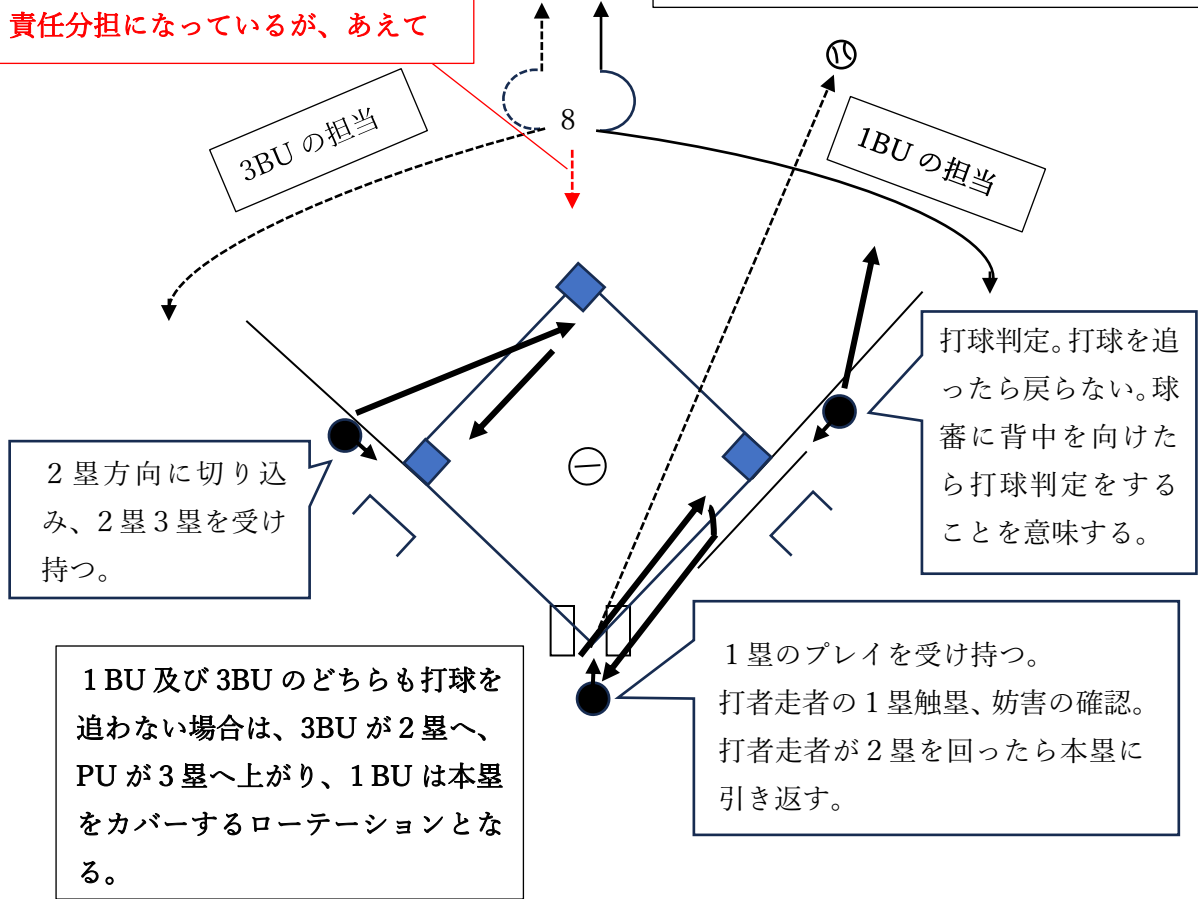 責任分担になっているが、あえて
8
3BU の担当
1BU の担当
打球判定。打球を追
ったら戻らない。球
審に背中を向けた
ら打球判定をする
ことを意味する。
２塁方向に切り込
み、２塁３塁を受け
持つ。
１塁のプレイを受け持つ。
打者走者の１塁触塁、妨害の確認。
打者走者が２塁を回ったら本塁に
引き返す。
１BU 及び 3BU のどちらも打球を
追わない場合は、3BU が２塁へ、
PU が３塁へ上がり、１BU は本塁
をカバーするローテーションとな
る。